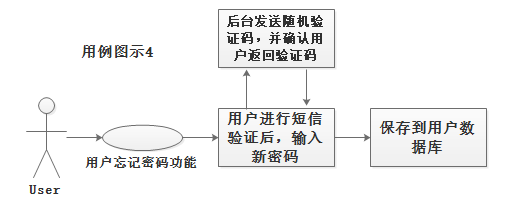 后台发送随机验
证码，并确认用
户返回验证码
用例图示4
用户进行短信
验证后，输入
新密码
保存到用户数
据库
用户忘记密码功能
User